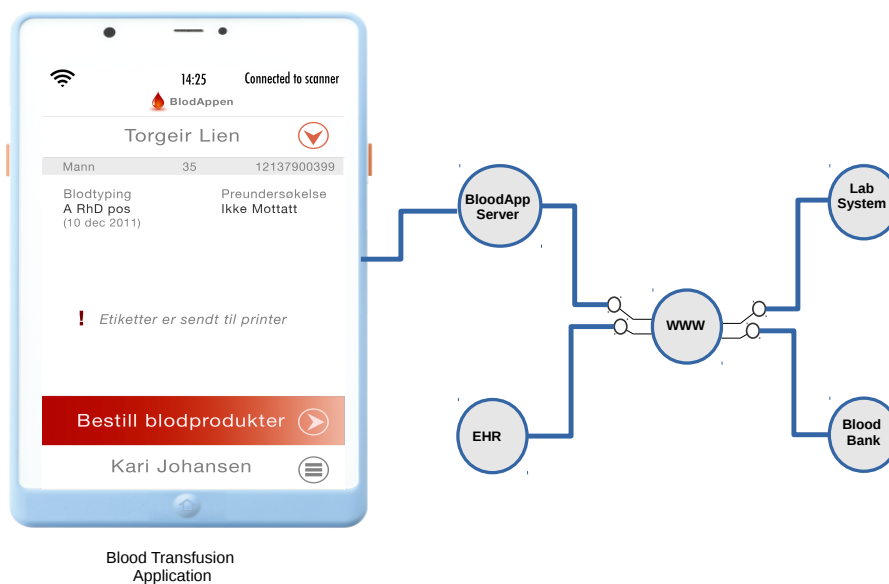 14:25 Connected to scanner
BlodAppen
Torgeir Lien
Mann 35 12137900399
Blodtyping Preundersøkelse
A RhD pos Ikke Mottatt
(10 dec 2011)
! Etiketter er sendt til printer
Bestill blodprodukter
Kari Johansen
Blood Transfusion
Application
BloodApp
Server
EHR
WWW
Lab
System
Blood
Bank